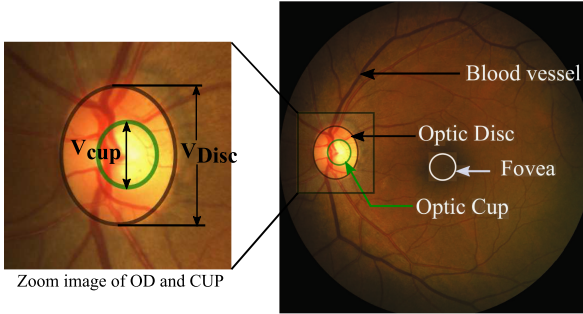 Blood vessel
Optic Disc
Fovea
Optic Cup
Vcup
VDisc
Zoom image of OD and CUP